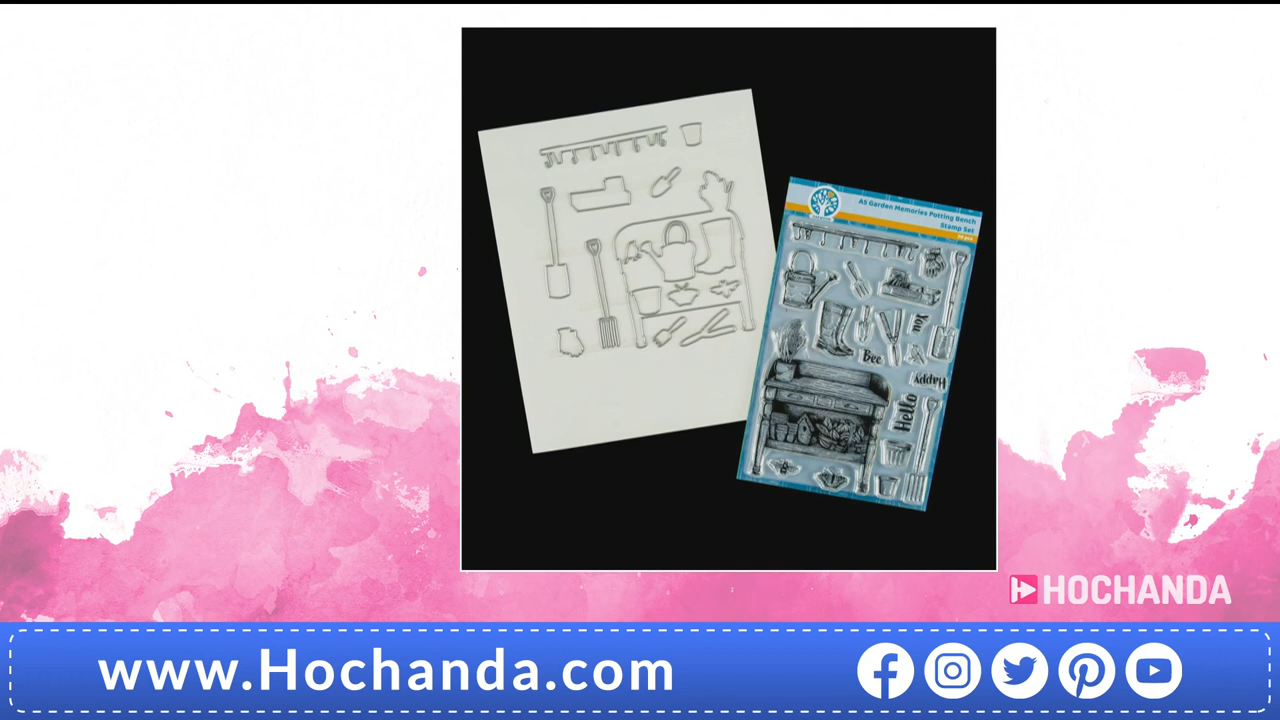 A5 Garden Memories Potting Bench
Stamp Set
You
Bee
Happy
Hello
HOCHANDA
www.Hochanda.com